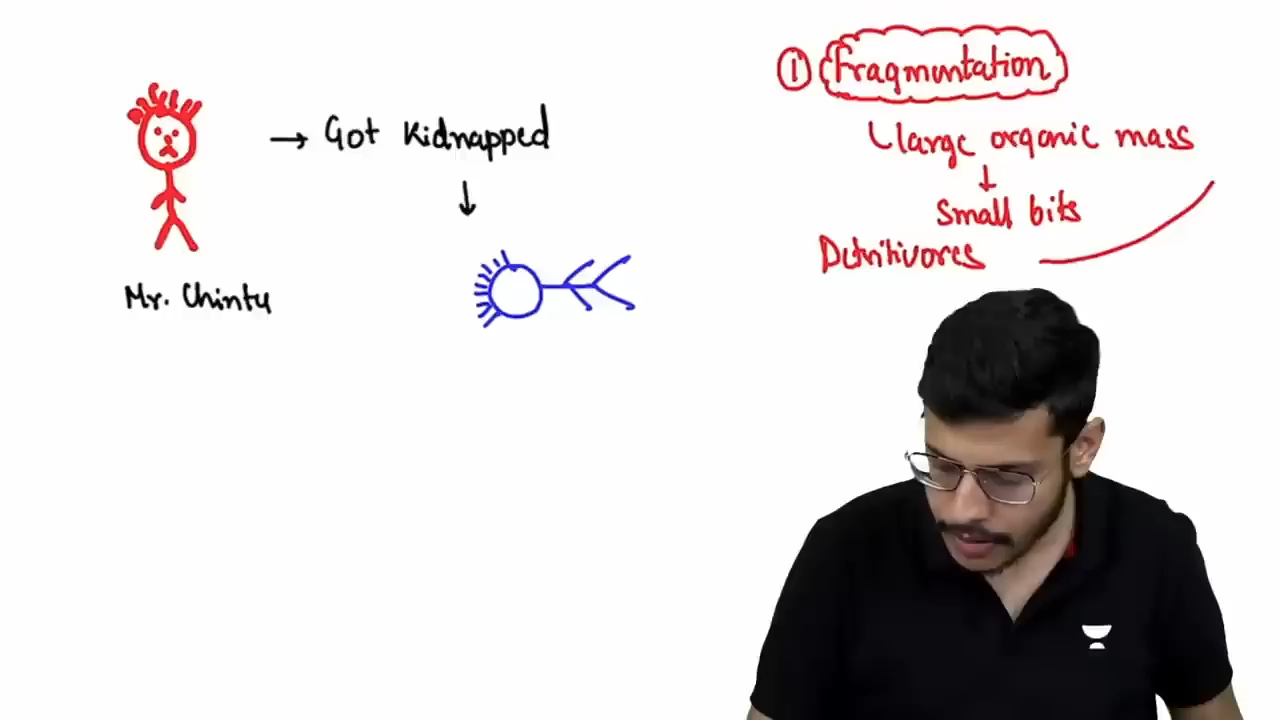 → Got Kidnapped
↓
Mr. Chintu
① Fragmentation
large organic mass
↓
Small bits
Detritivores